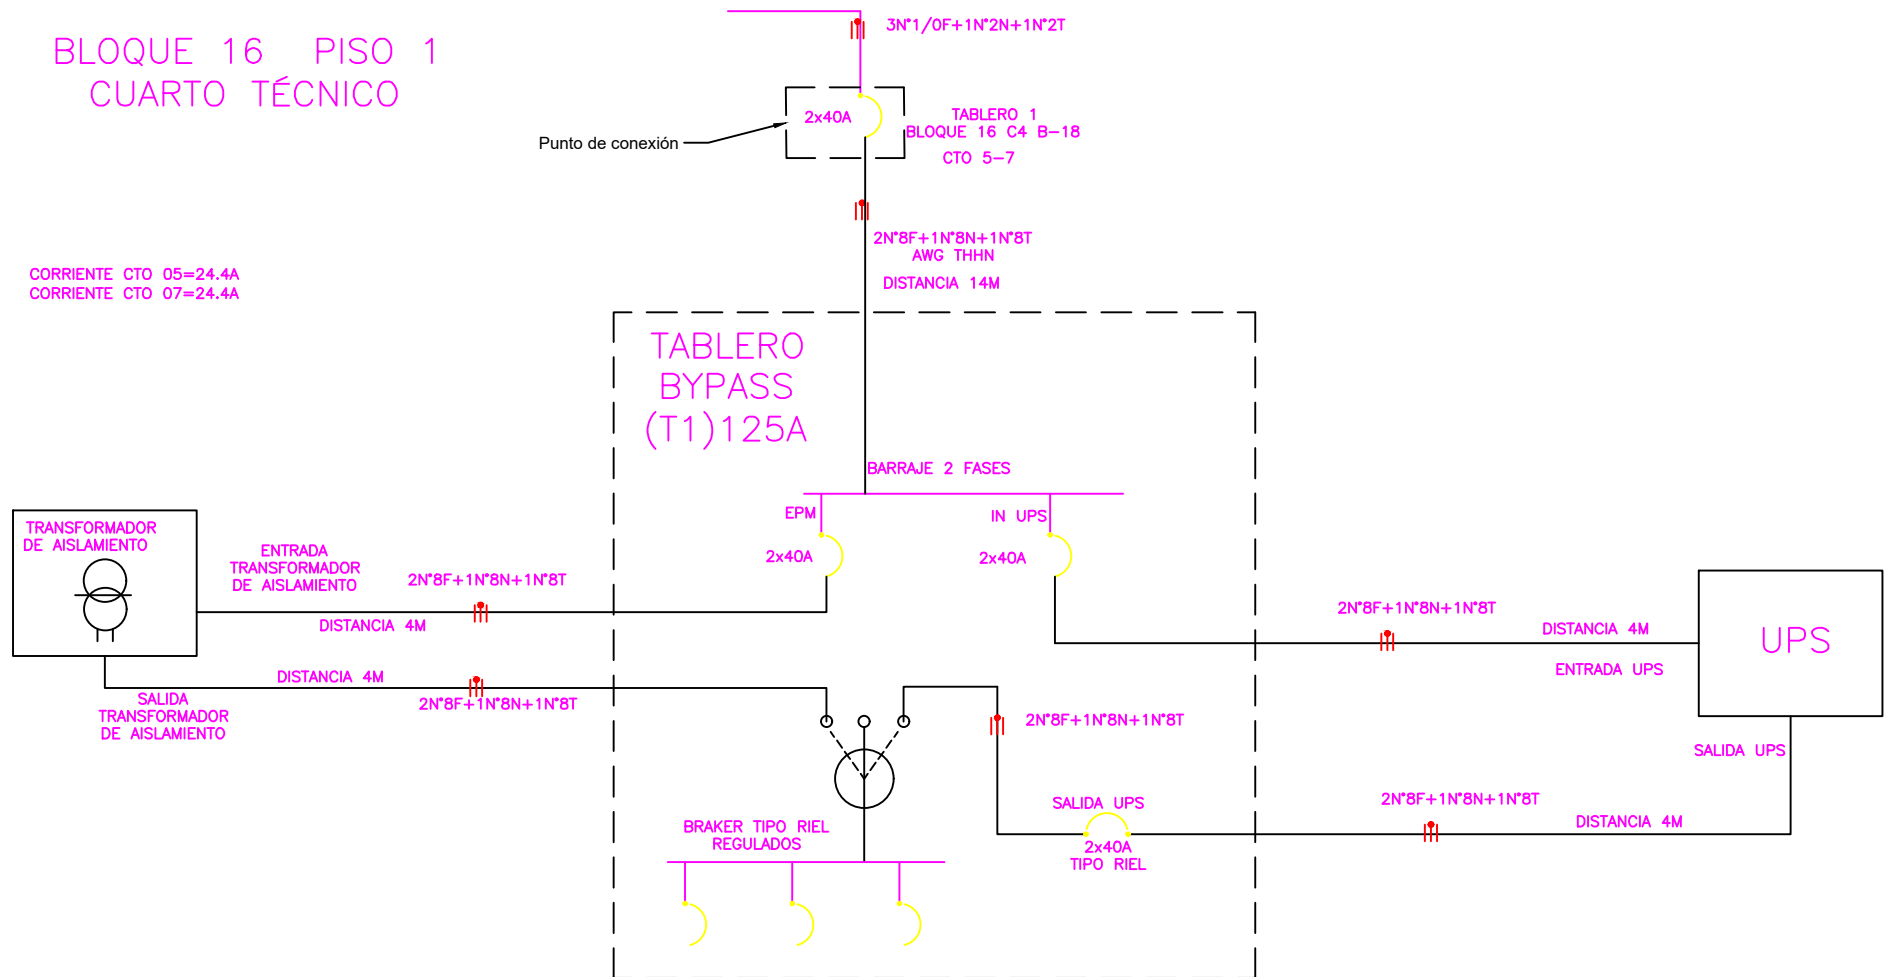 BLOQUE 16 PISO 1
CUARTO TÉCNICO
3N°1/0F+1N°2N+1N°2T
2x40A
TABLERO 1
BLOQUE 16 C4 B-18
CTO 5-7
Punto de conexión
2N°8F+1N°8N+1N°8T
AWG THHN
DISTANCIA 14M
CORRIENTE CTO 05=24.4A
CORRIENTE CTO 07=24.4A
TABLERO
BYPASS
(T1)125A
BARRAJE 2 FASES
EPM
IN UPS
2x40A
2x40A
TRANSFORMADOR
DE AISLAMIENTO
ENTRADA
TRANSFORMADOR
DE AISLAMIENTO
2N°8F+1N°8N+1N°8T
DISTANCIA 4M
2N°8F+1N°8N+1N°8T
DISTANCIA 4M
ENTRADA UPS
UPS
DISTANCIA 4M
2N°8F+1N°8N+1N°8T
SALIDA
TRANSFORMADOR
DE AISLAMIENTO
2N°8F+1N°8N+1N°8T
SALIDA UPS
SALIDA UPS
2x40A
TIPO RIEL
2N°8F+1N°8N+1N°8T
DISTANCIA 4M
BRAKER TIPO RIEL
REGULADOS